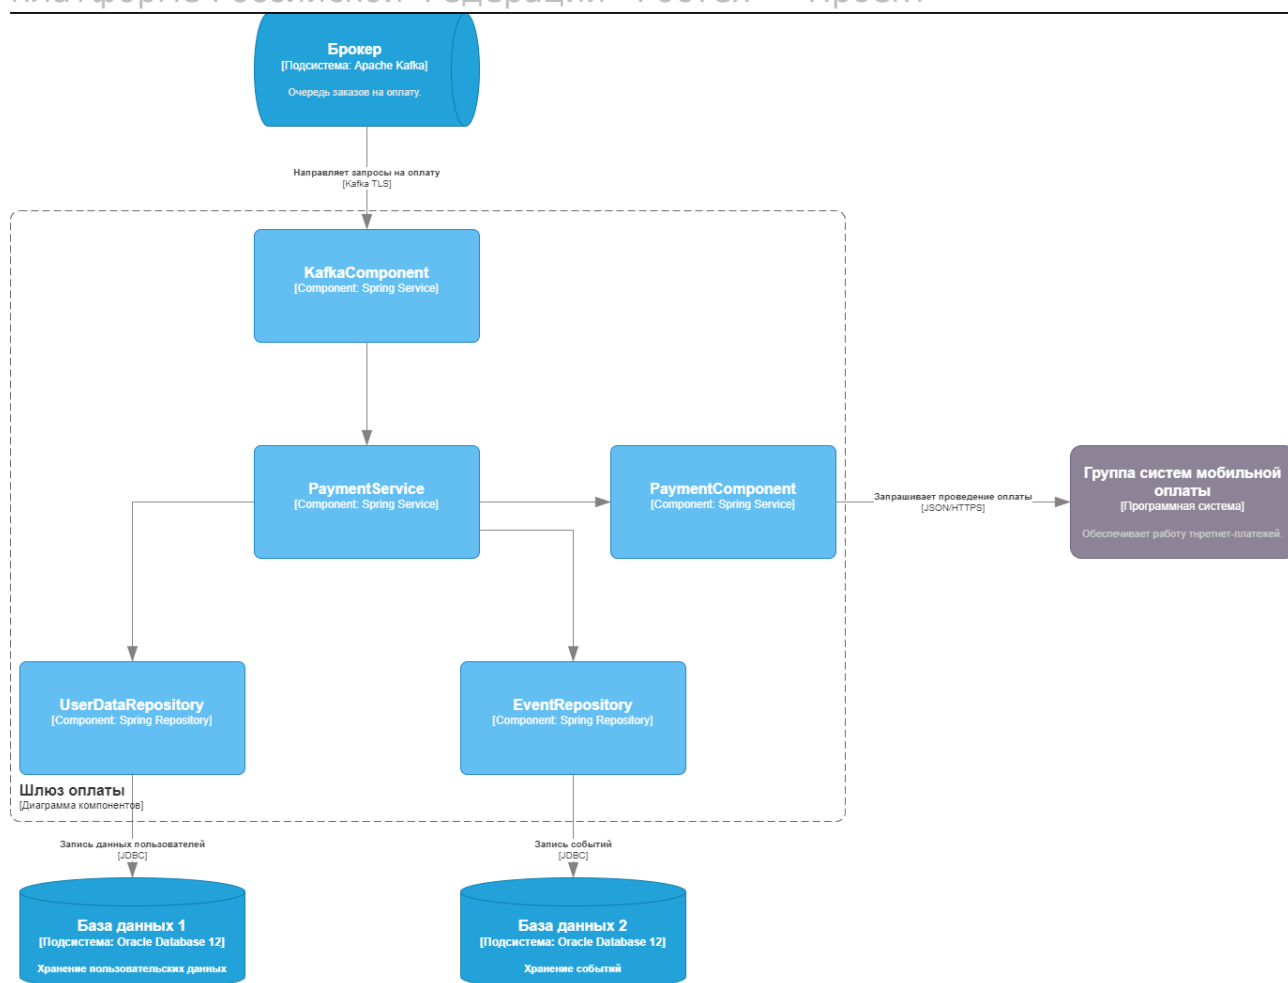 Брокер
[Подсистема: Apache Kafka]
Очередь заказов на оплату.
Направляет запросы на оплату
[Kafka TLS]
KafkaComponent
[Component: Spring Service]
PaymentService
[Component: Spring Service]
PaymentComponent
[Component: Spring Service]
Запрашивает проведение оплаты
[JSON/HTTPS]
Группа систем мобильной
оплаты
[Программная система]
Обеспечивает работу тнретнет-платежей.
UserDataRepository
[Component: Spring Repository]
EventRepository
[Component: Spring Repository]
Шлюз оплаты
[Диаграмма компонентов]
Запись данных пользователей
[JDBC]
Запись событий
[JDBC]
База данных 1
[Подсистема: Oracle Database 12]
Хранение пользовательских данных
База данных 2
[Подсистема: Oracle Database 12]
Хранение событий